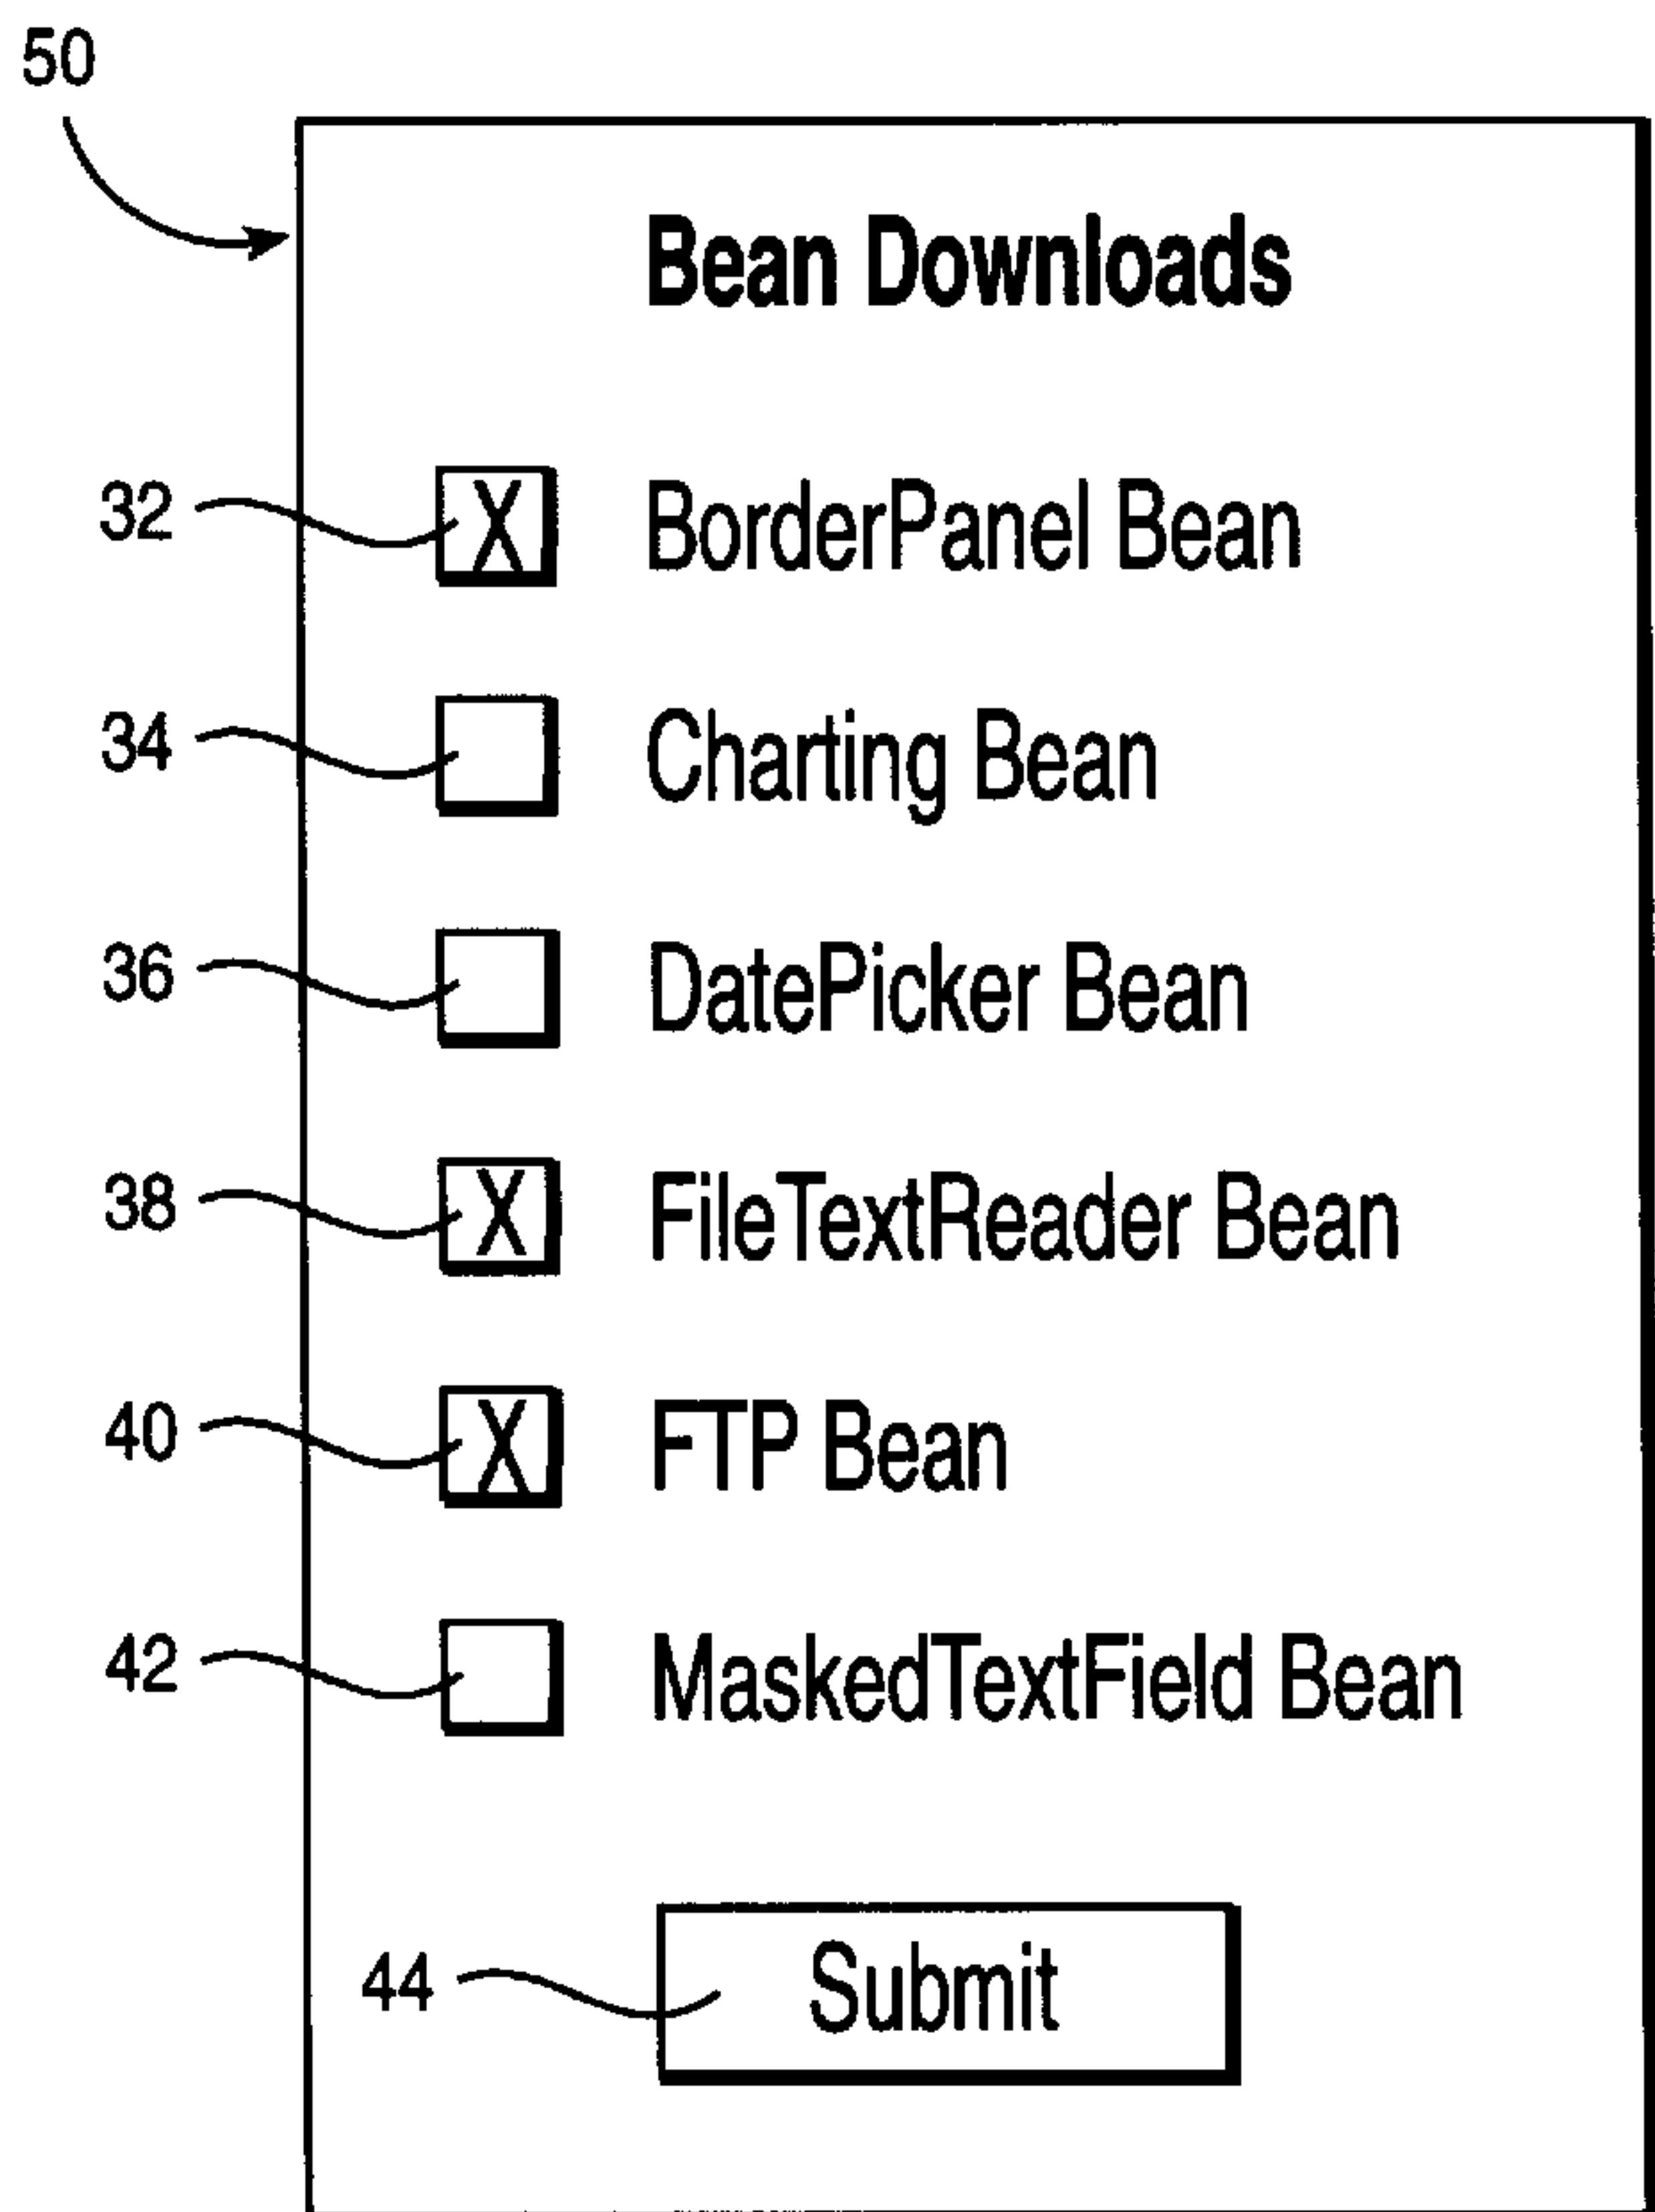 50
Bean Downloads
32 X BorderPanel Bean
34 Charting Bean
36 DatePicker Bean
38 X FileTextReader Bean
40 X FTP Bean
42 MaskedTextField Bean
44 Submit